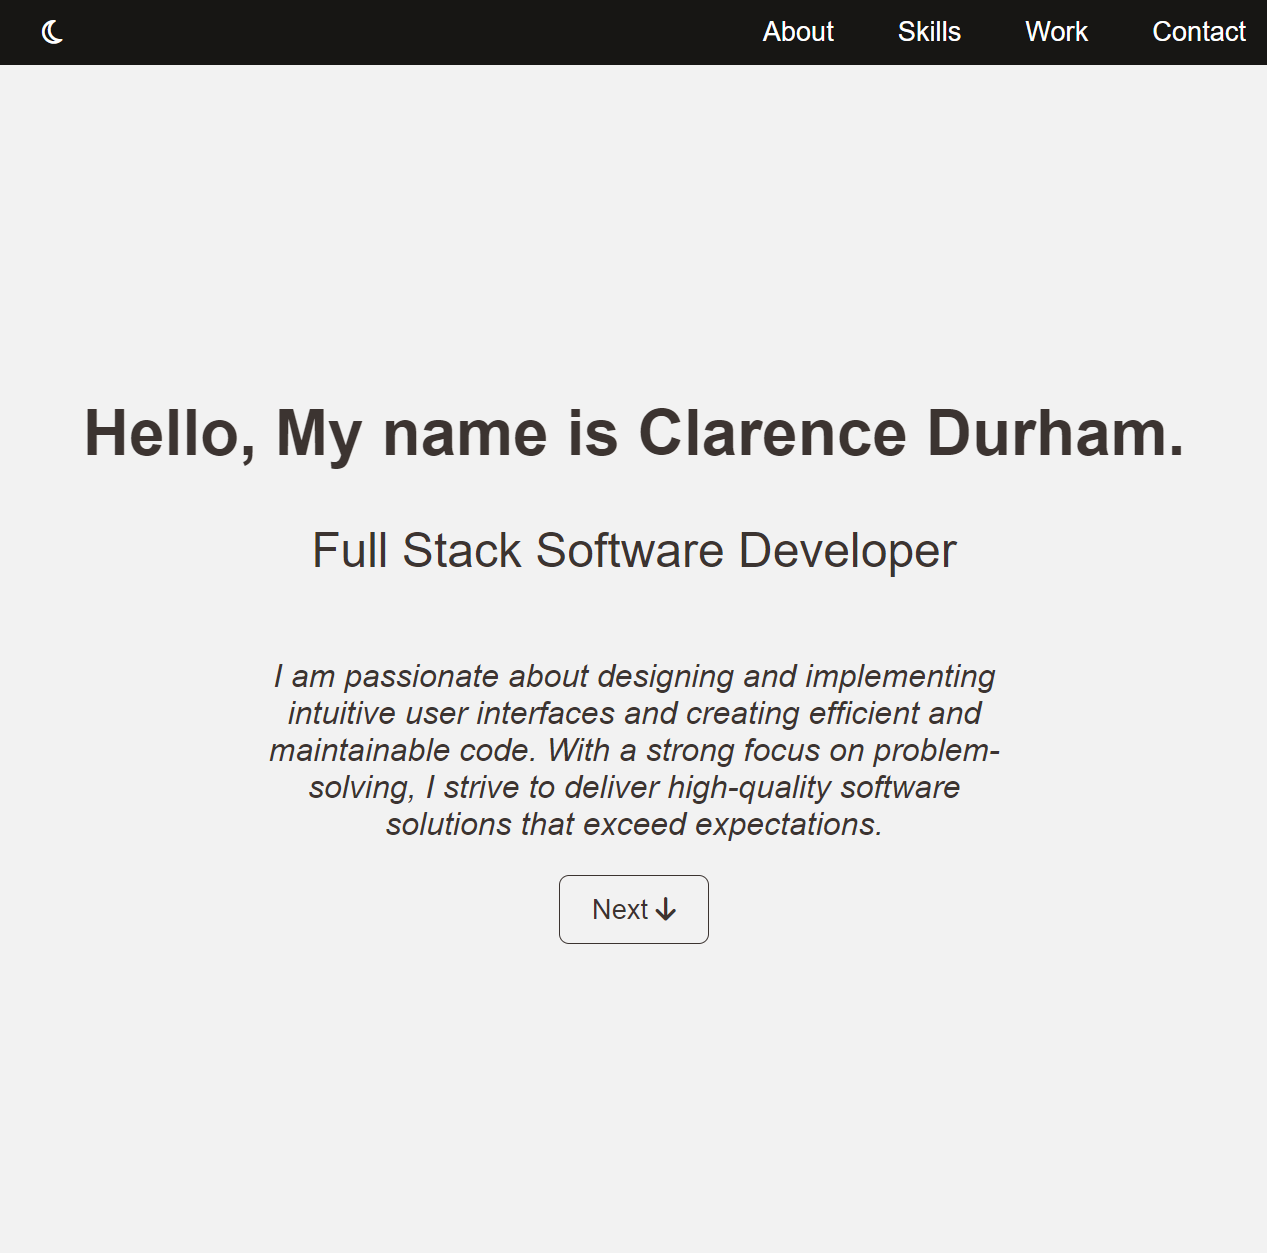 About Skills Work Contact
Hello, My name is Clarence Durham.
Full Stack Software Developer
I am passionate about designing and implementing
intuitive user interfaces and creating efficient and
maintainable code. With a strong focus on problem-
solving, I strive to deliver high-quality software
solutions that exceed expectations.
Next